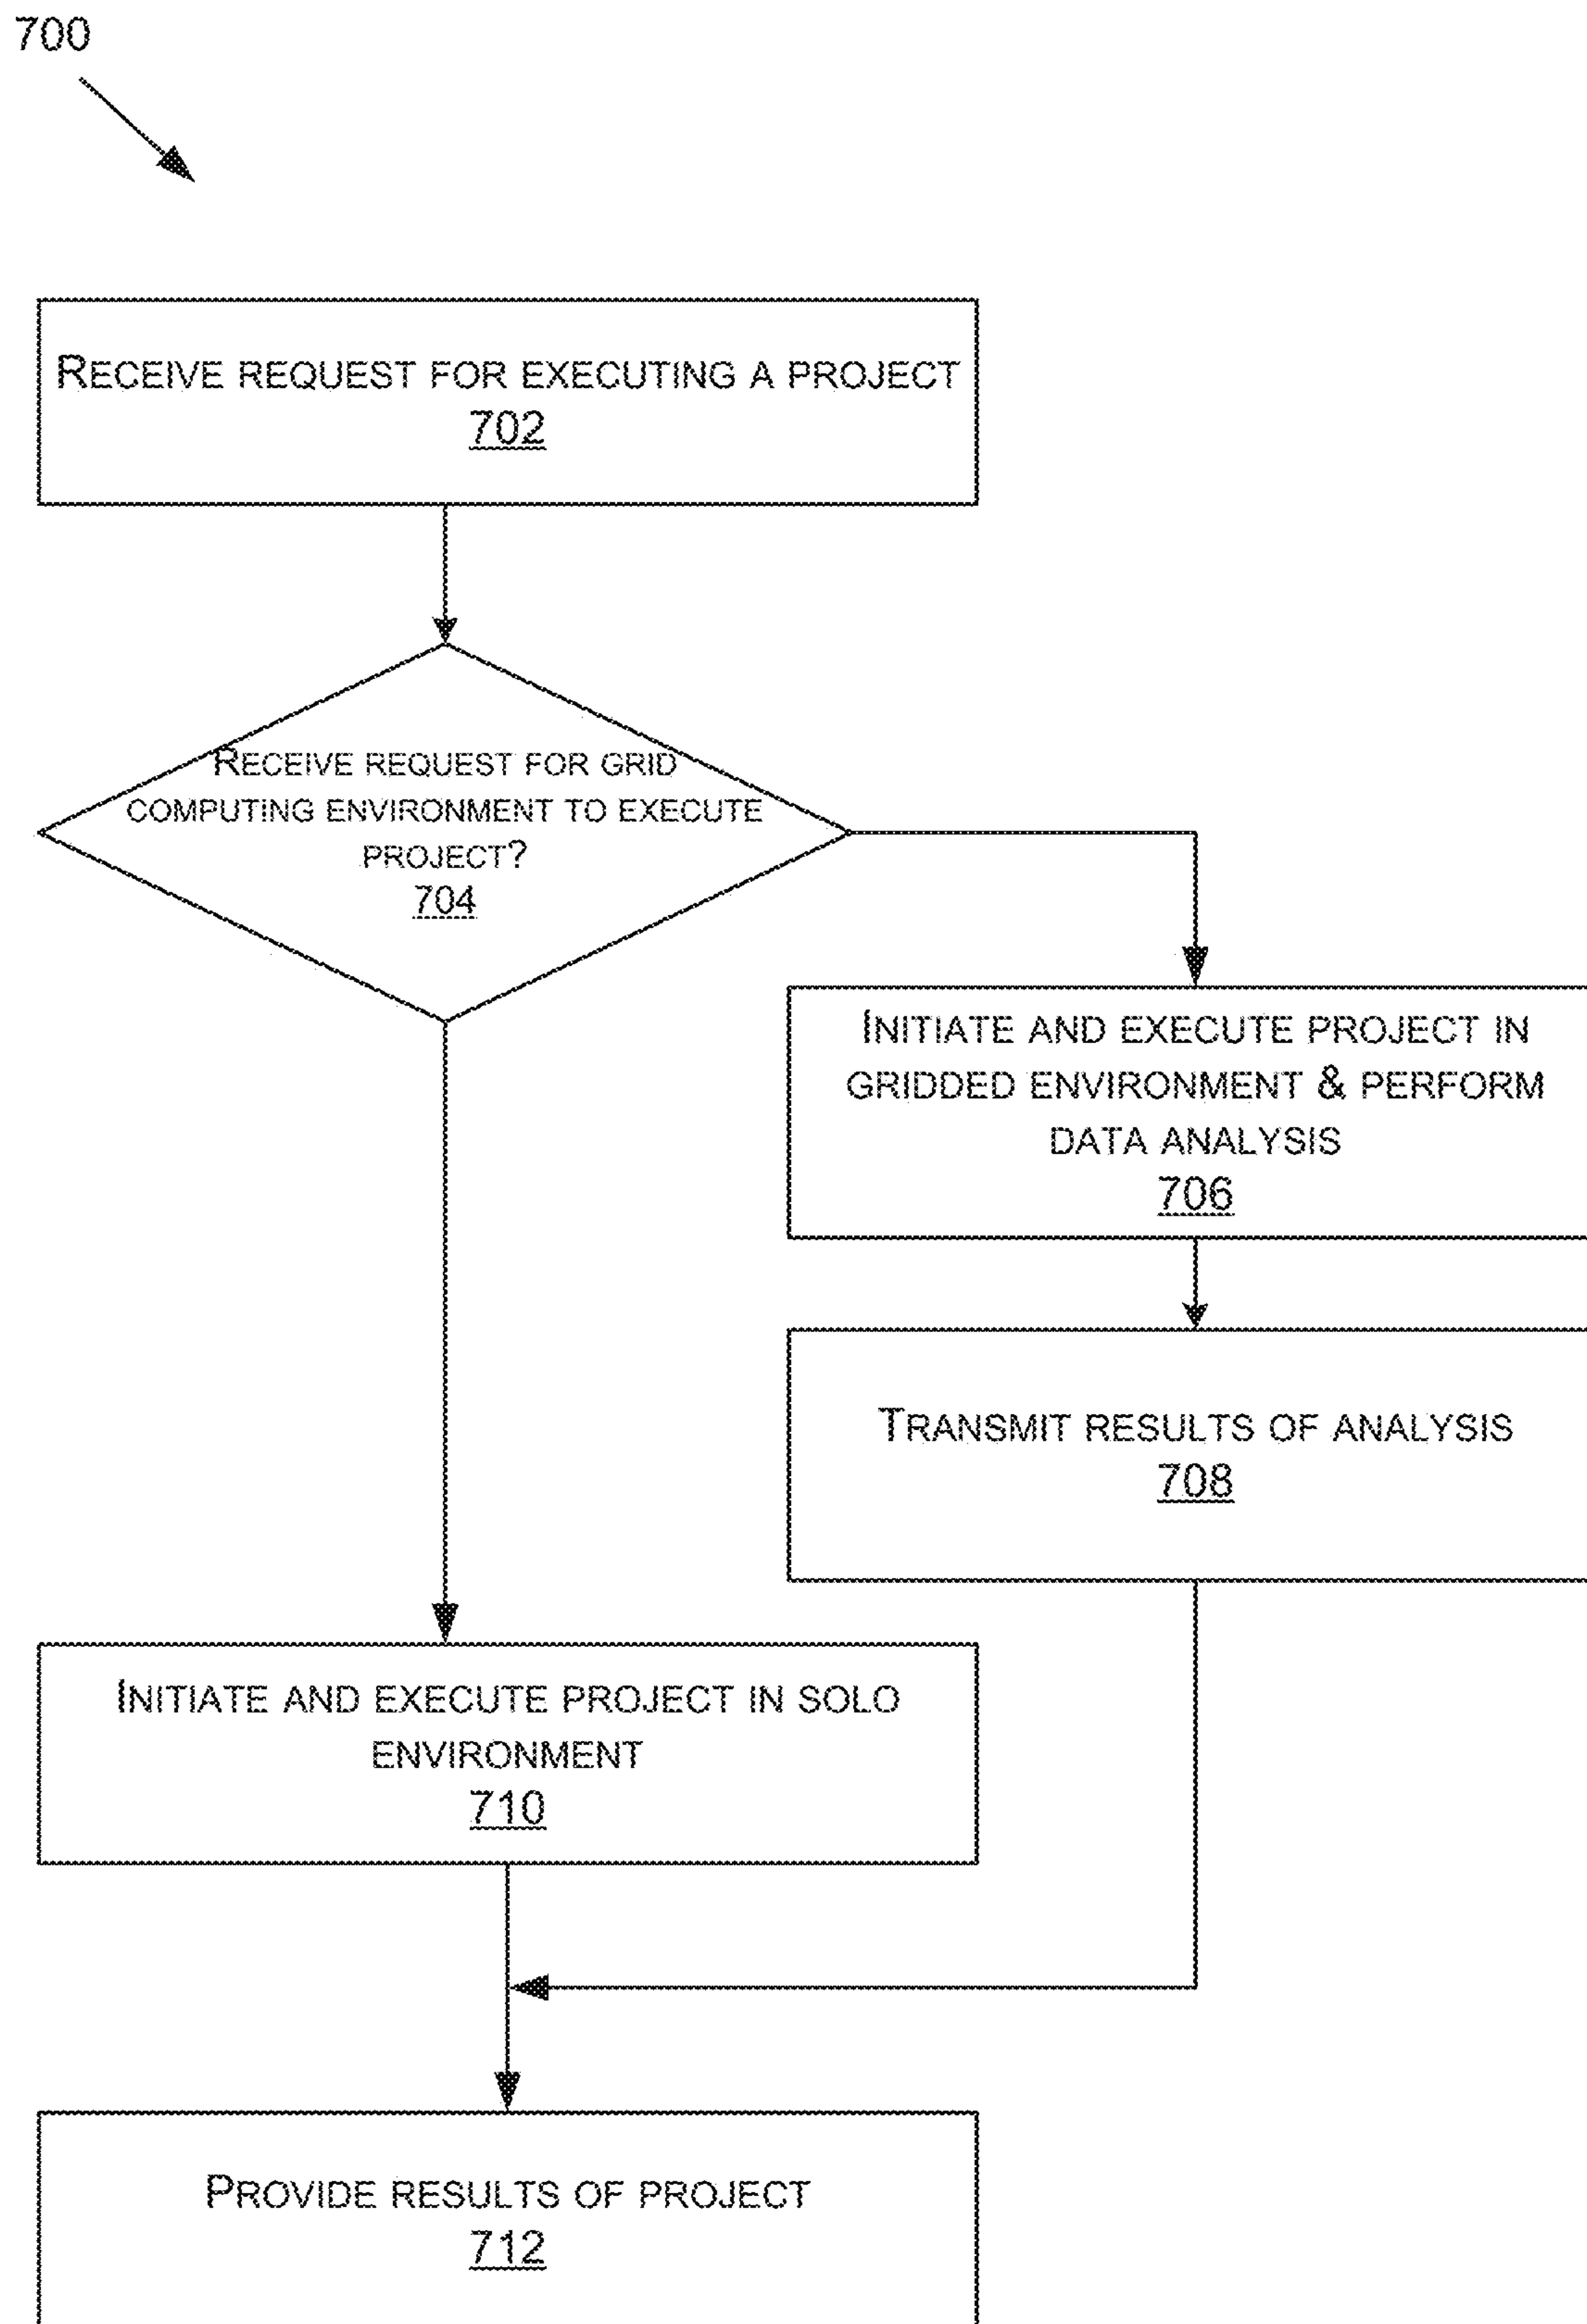 700
RECEIVE REQUEST FOR EXECUTING A PROJECT
702
RECEIVE REQUEST FOR GRID
COMPUTING ENVIRONMENT TO EXECUTE
PROJECT?
704
INITIATE AND EXECUTE PROJECT IN
GRIDDED ENVIRONMENT & PERFORM
DATA ANALYSIS
706
TRANSMIT RESULTS OF ANALYSIS
708
INITIATE AND EXECUTE PROJECT IN SOLO
ENVIRONMENT
710
PROVIDE RESULTS OF PROJECT
712